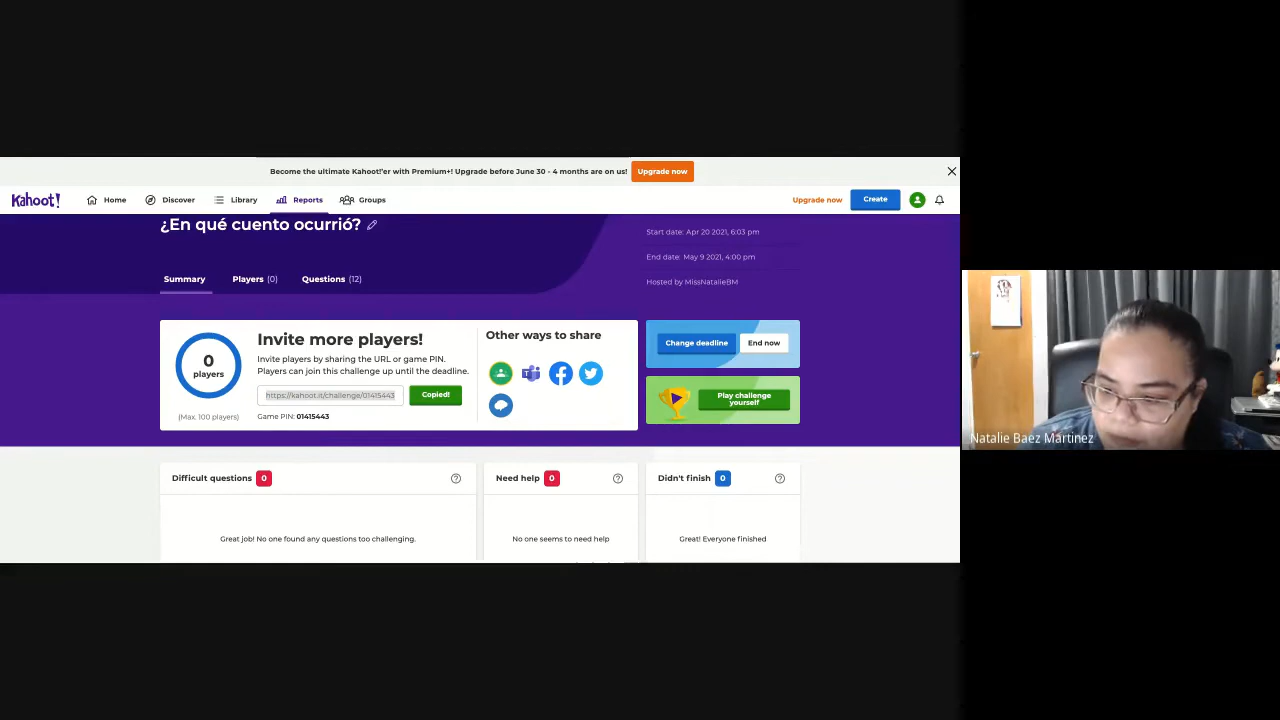 Become the ultimate Kahoot!'er with Premium+! Upgrade before June 30 - 4 months are on us!
Upgrade now
Kahoot!
Home
Discover
Library
Reports
Groups
Upgrade now
Create
¿En qué cuento ocurrió?
Start date: Apr 20 2021, 6:03 pm
End date: May 9 2021, 4:00 pm
Hosted by MissNatalieBM
Summary
Players (0)
Questions (12)
0
players
(Max. 100 players)
Invite more players!
Invite players by sharing the URL or game PIN.
Players can join this challenge up until the deadline.
https://kahoot.it/challenge/01415443
Copied!
Game PIN: 01415443
Other ways to share
Change deadline
End now
Play challenge
yourself
Difficult questions 0
Great job! No one found any questions too challenging.
Need help 0
No one seems to need help
Didn't finish 0
Great! Everyone finished
Natalie Baez Martinez